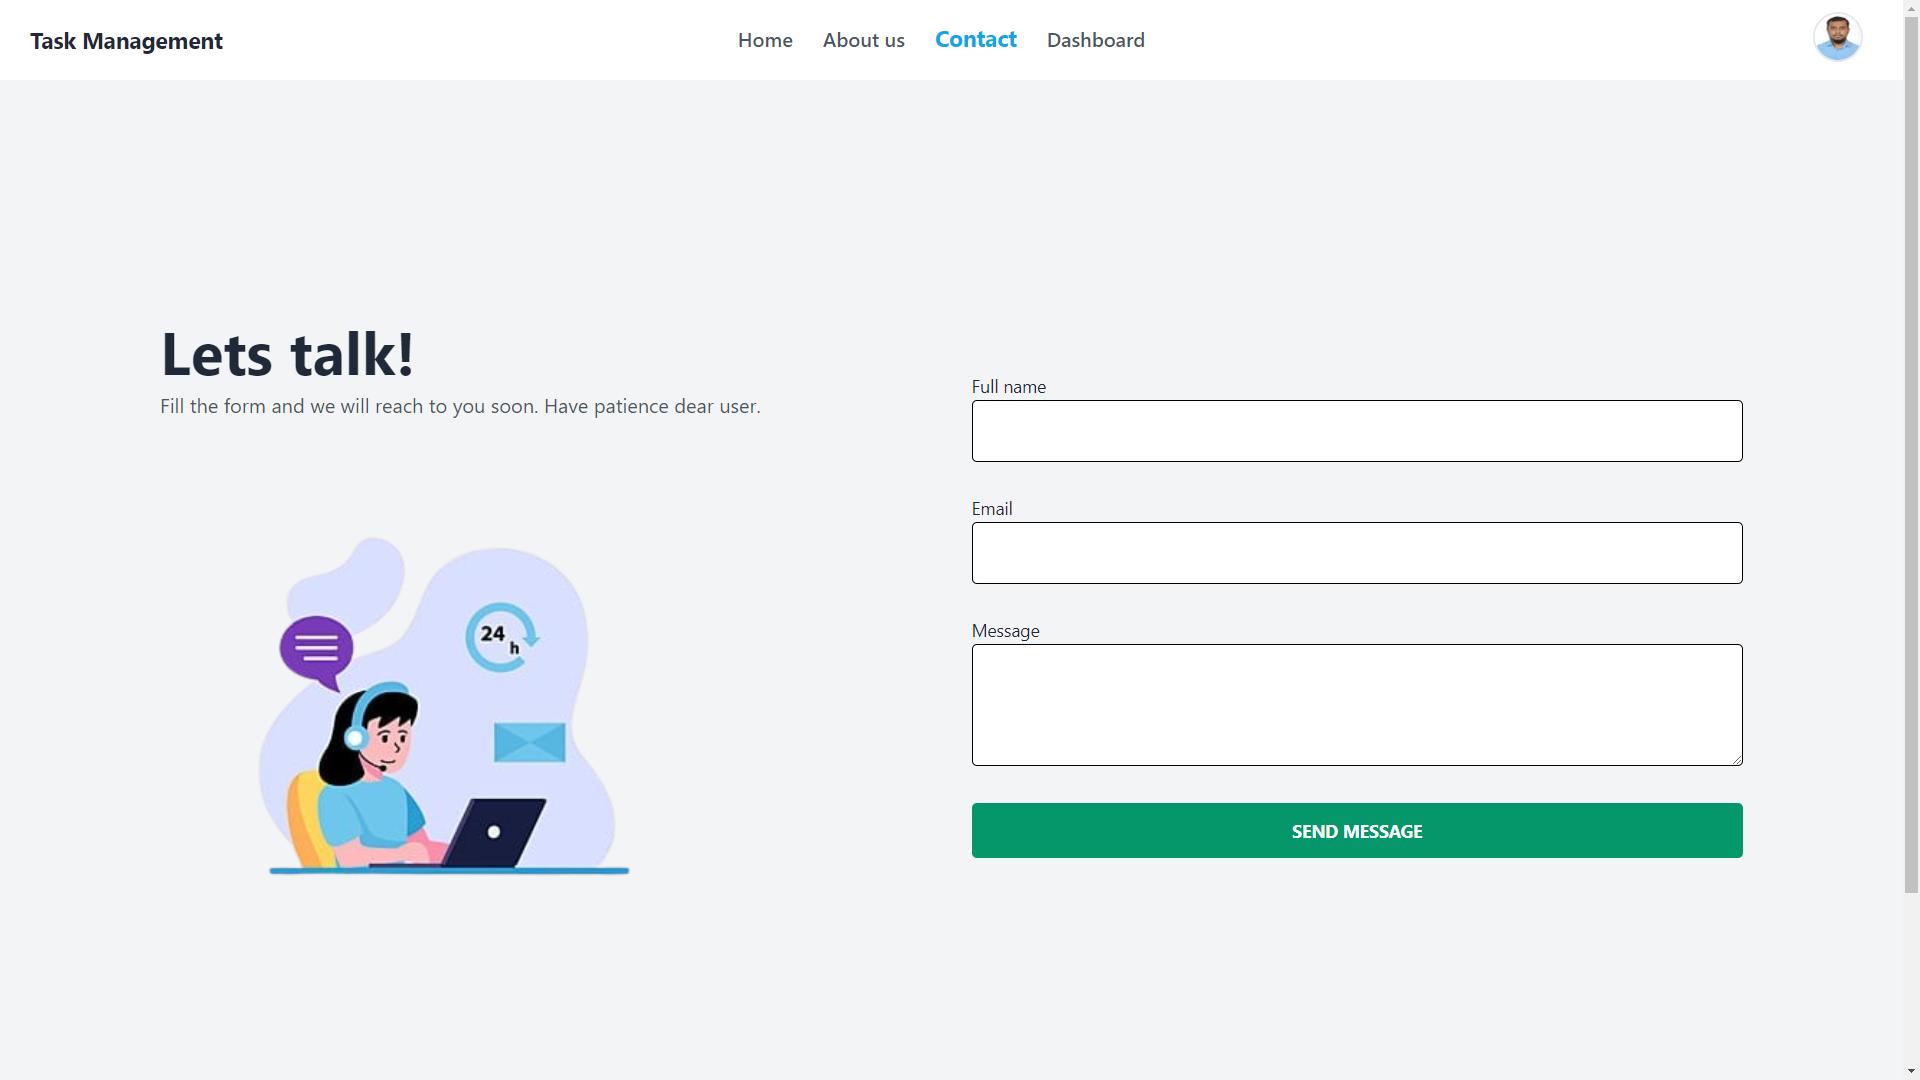 Task Management
Home
About us
Contact
Dashboard
Lets talk!
Fill the form and we will reach to you soon. Have patience dear user.
24
h
Full name
Email
Message
SEND MESSAGE